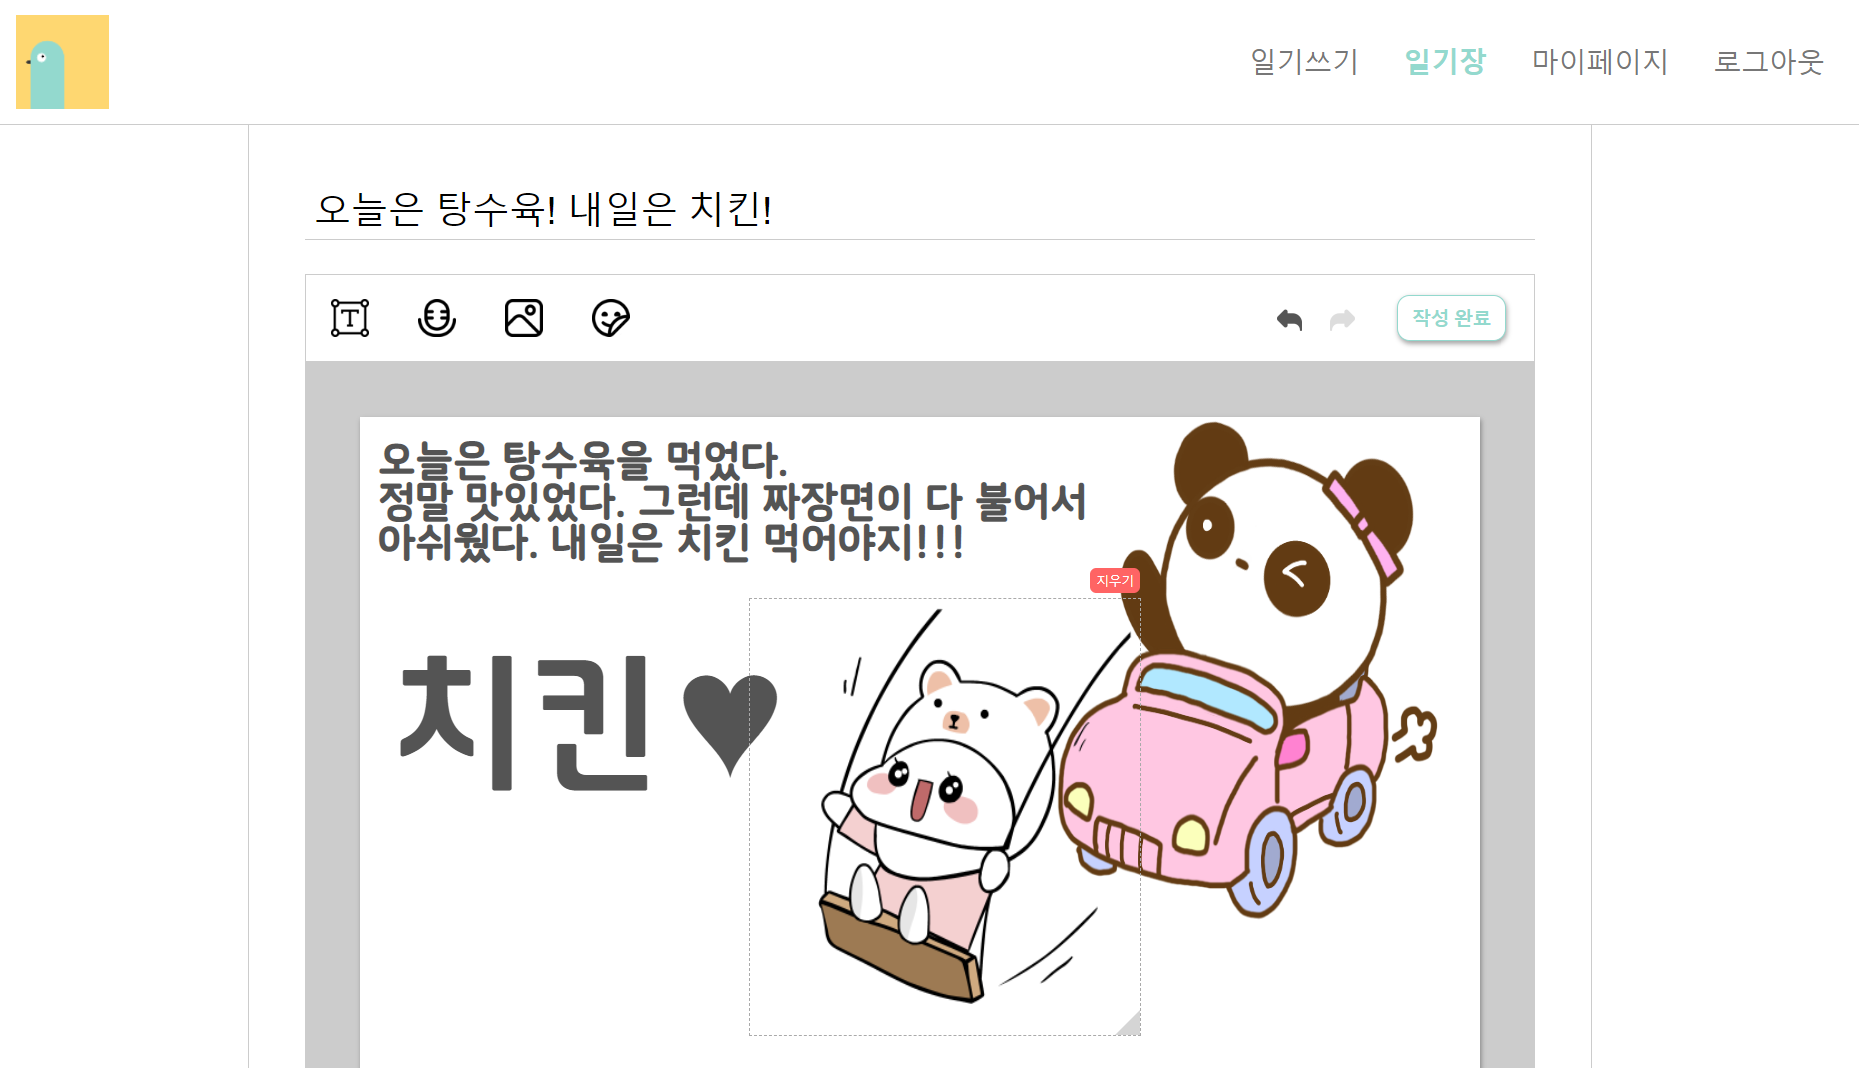 일기쓰기 일기장 마이페이지 로그아웃
오늘은 탕수육! 내일은 치킨!
작성 완료
오늘은 탕수육을 먹었다.
정말 맛있었다. 그런데 짜장면이 다 불어서
아쉬웠다. 내일은 치킨 먹어야지!!!
지우기
치킨♥